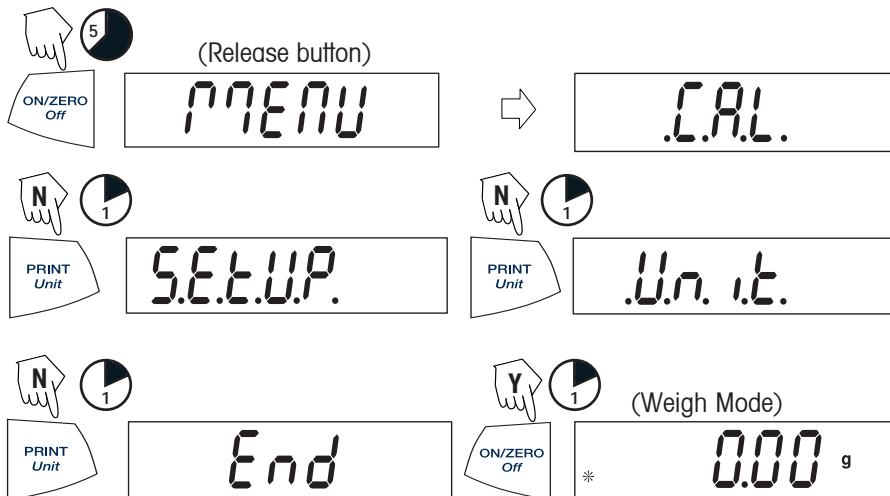 5
(Release button)
ON/ZERO
Off
MENU
.C.A.L.
N
1
PRINT
Unit
S.E.t.U.P.
N
1
PRINT
Unit
.U.n.i.t.
N
1
PRINT
Unit
End
Y
1
(Weigh Mode)
ON/ZERO
Off
* 0.00 g